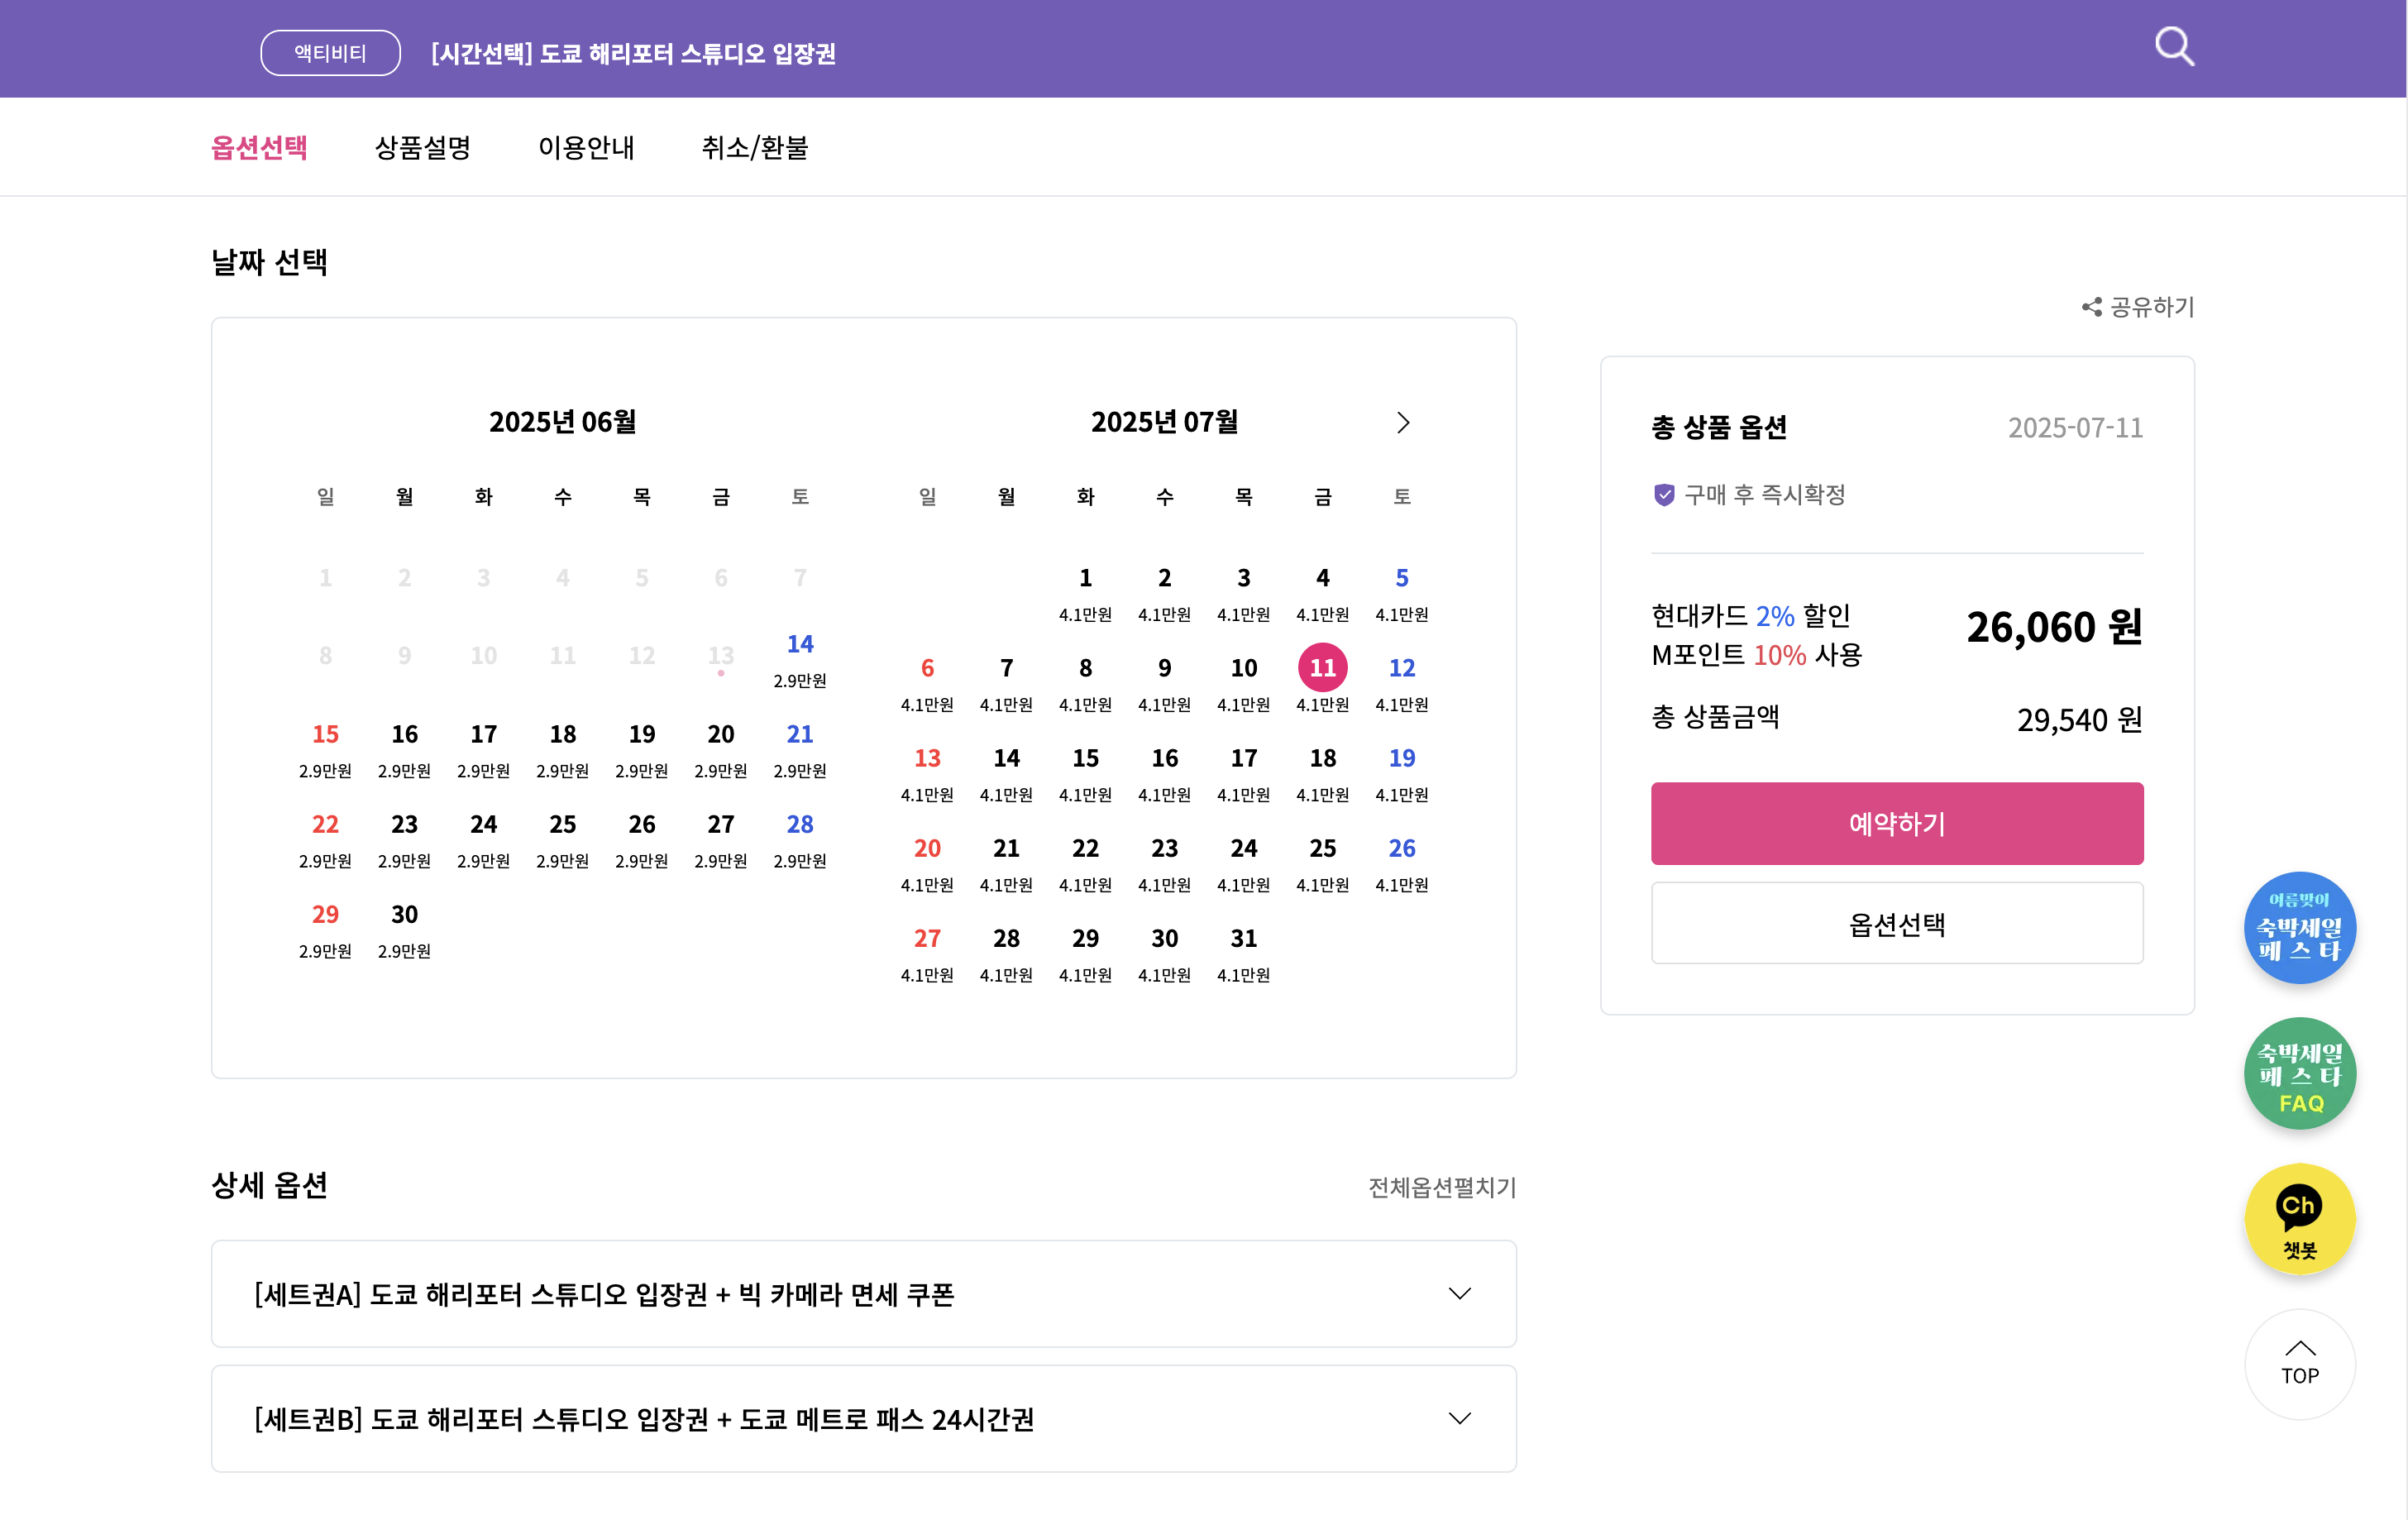 액티비티 [시간선택] 도쿄 해리포터 스튜디오 입장권
옵션선택 상품설명 이용안내 취소/환불
날짜 선택
공유하기
2025년 06월
일 월 화 수 목 금 토
1 2 3 4 5 6 7
8 9 10 11 12 13 14
2.9만원
15 16 17 18 19 20 21
2.9만원 2.9만원 2.9만원 2.9만원 2.9만원 2.9만원 2.9만원
22 23 24 25 26 27 28
2.9만원 2.9만원 2.9만원 2.9만원 2.9만원 2.9만원 2.9만원
29 30
2.9만원 2.9만원
2025년 07월
일 월 화 수 목 금 토
1 2 3 4 5
4.1만원 4.1만원 4.1만원 4.1만원 4.1만원
6 7 8 9 10 11 12
4.1만원 4.1만원 4.1만원 4.1만원 4.1만원 4.1만원 4.1만원
13 14 15 16 17 18 19
4.1만원 4.1만원 4.1만원 4.1만원 4.1만원 4.1만원 4.1만원
20 21 22 23 24 25 26
4.1만원 4.1만원 4.1만원 4.1만원 4.1만원 4.1만원 4.1만원
27 28 29 30 31
4.1만원 4.1만원 4.1만원 4.1만원 4.1만원
총 상품 옵션 2025-07-11
구매 후 즉시확정
현대카드 2% 할인
M포인트 10% 사용
26,060 원
총 상품금액 29,540 원
예약하기
옵션선택
상세 옵션 전체옵션펼치기
[세트권A] 도쿄 해리포터 스튜디오 입장권 + 빅 카메라 면세 쿠폰
[세트권B] 도쿄 해리포터 스튜디오 입장권 + 도쿄 메트로 패스 24시간권
여름맞이
숙박세일
페스타
숙박세일
페스타
FAQ
Ch
챗봇
TOP